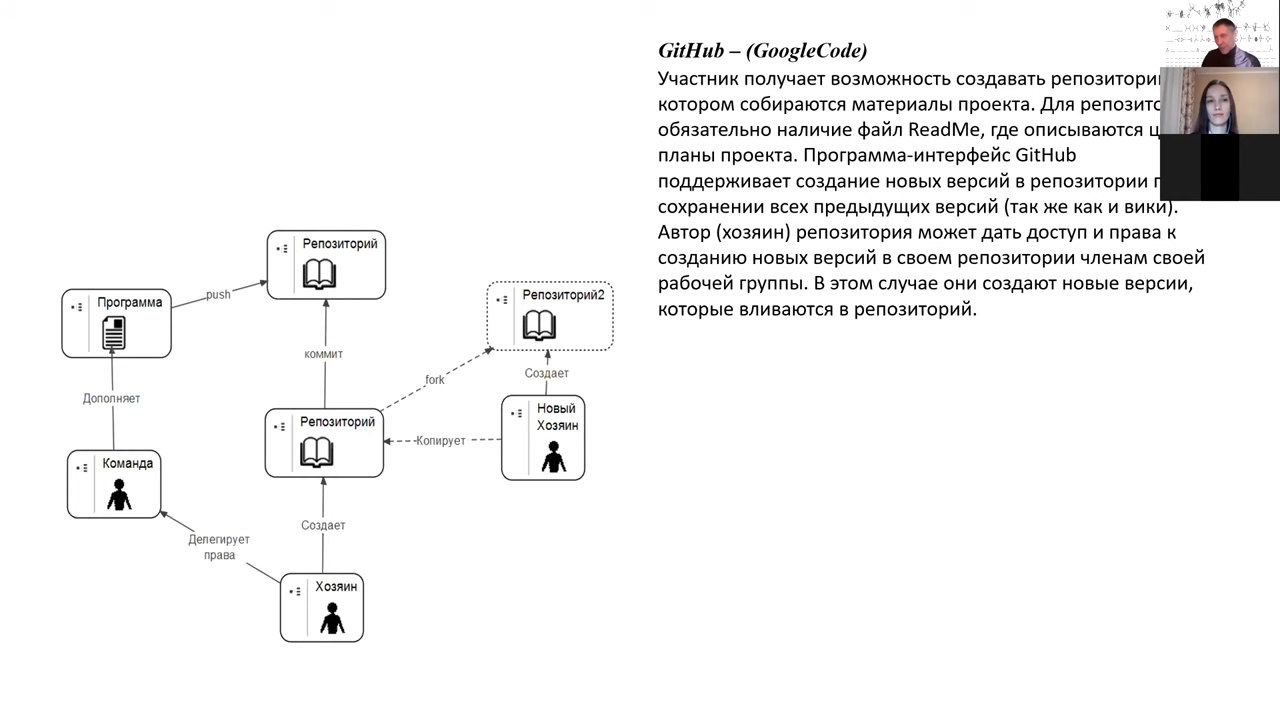 GitHub – (GoogleCode)
Участник получает возможность создавать репозитори
котором собираются материалы проекта. Для репозито
обязательно наличие файл ReadMe, где описываются ц
планы проекта. Программа-интерфейс GitHub
поддерживает создание новых версий в репозитории п
сохранении всех предыдущих версий (так же как и вики).
Автор (хозяин) репозитория может дать доступ и права к
созданию новых версий в своем репозитории членам своей
рабочей группы. В этом случае они создают новые версии,
которые вливаются в репозиторий.
Репозиторий
push
Программа
Репозиторий2
коммит
fork
Создает
Дополняет
Репозиторий
Новый
Хозяин
Копирует
Команда
Создает
Делегирует
права
Хозяин